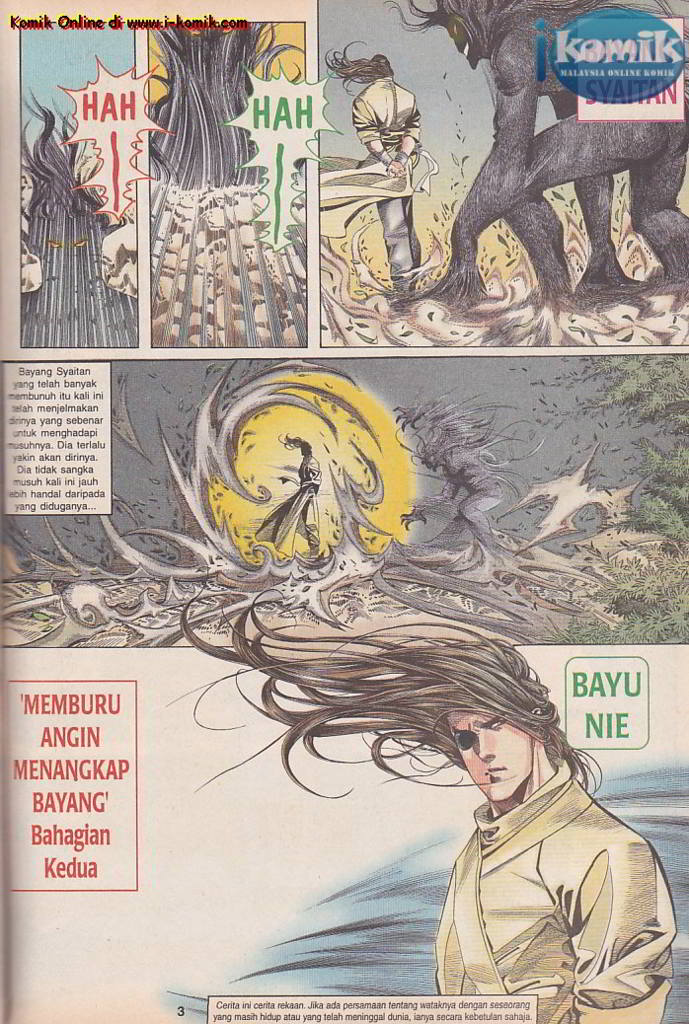 Komik Online di www.i-komik.com
HAH
HAH
ikomik
MALAYSIA ONLINE KOMIK
SYAITAN
Bayang Syaitan
yang telah banyak
membunuh itu kali ini
telah menjelmakan
dirinya yang sebenar
untuk menghadapi
musuhnya. Dia terlalu
yakin akan dirinya.
Dia tidak sangka
musuh kali ini jauh
lebih handal daripada
yang diduganya...
'MEMBURU
ANGIN
MENANGKAP
BAYANG'
Bahagian
Kedua
BAYU
NIE
3
Cerita ini cerita rekaan. Jika ada persamaan tentang wataknya dengan seseorang
yang masih hidup atau yang telah meninggal dunia, ianya secara kebetulan sahaja.